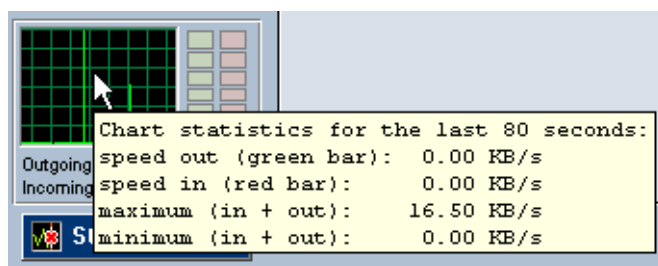 Chart statistics for the last 80 seconds:
speed out (green bar): 0.00 KB/s
speed in (red bar): 0.00 KB/s
maximum (in + out): 16.50 KB/s
minimum (in + out): 0.00 KB/s
Outgoing
Incoming